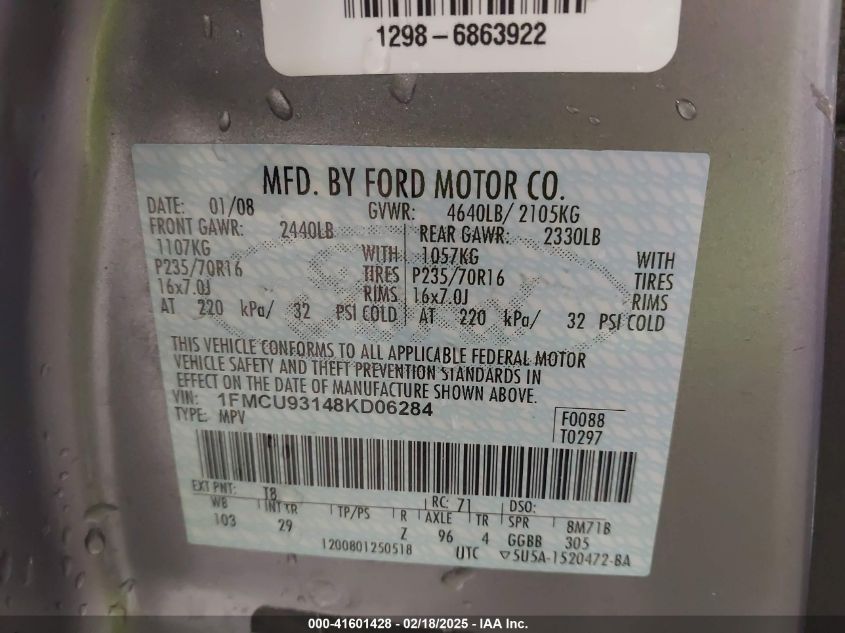 1298-6863922
MFD. BY FORD MOTOR CO.
DATE: 01/08 GVWR: 4640LB/ 2105KG
FRONT GAWR: 2440LB REAR GAWR: 2330LB
1107KG WITH 1057KG WITH
P235/70R16 TIRES P235/70R16 TIRES
16x7.0J RIMS 16x7.0J RIMS
AT 220 kPa/ 32 PSI COLD AT 220 kPa/ 32 PSI COLD
THIS VEHICLE CONFORMS TO ALL APPLICABLE FEDERAL MOTOR
VEHICLE SAFETY AND THEFT PREVENTION STANDARDS IN
EFFECT ON THE DATE OF MANUFACTURE SHOWN ABOVE.
VIN: 1FMCU93148KD06284
TYPE: MPV F0088
T0297
EXT PNT: T8 RC: 71 DSO:
WB INT TR TP/PS R AXLE TR SPR 8M71B
103 29 Z 96 4 GGBB 305
1200801250518 UTC ▽5U5A-1520472-BA
000-41601428 - 02/18/2025 - IAA Inc.